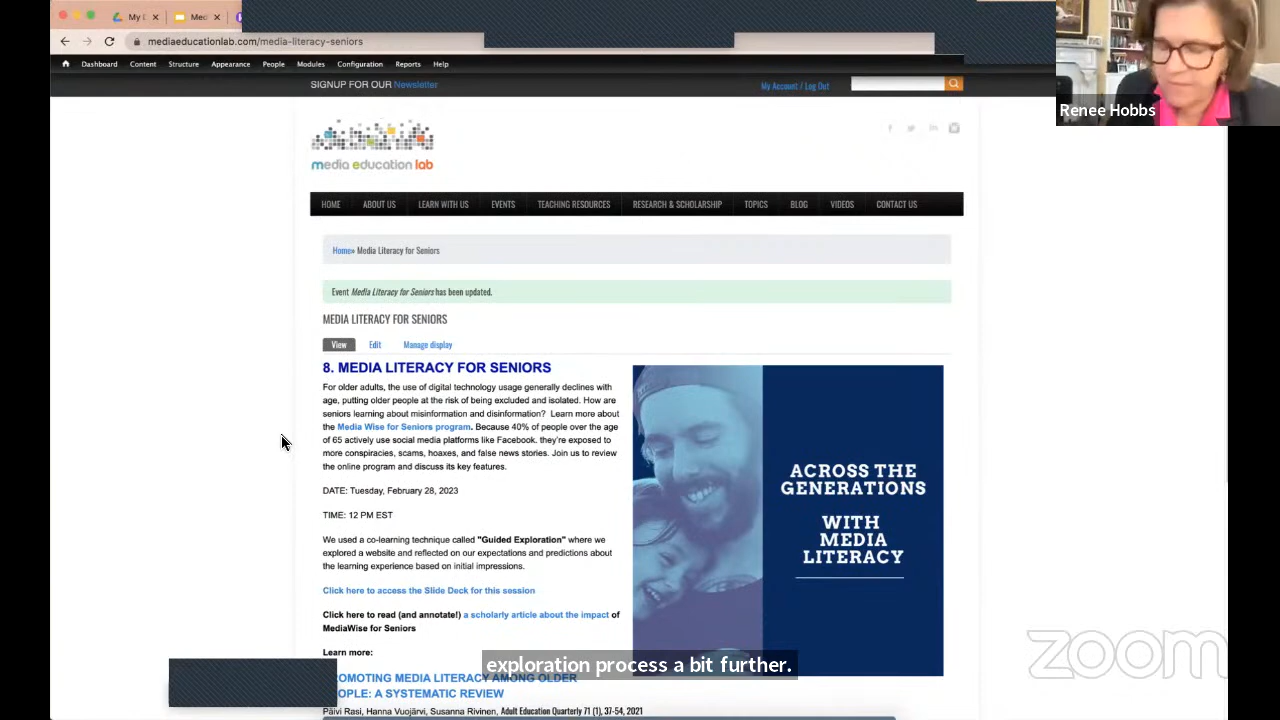 My
Med
mediaeducationlab.com/media-literacy-seniors
Dashboard Content Structure Appearance People Modules Configuration Reports Help
SIGNUP FOR OUR Newsletter
My Account / Log Out
Renee Hobbs
media education lab
HOME ABOUT US LEARN WITH US EVENTS TEACHING RESOURCES RESEARCH & SCHOLARSHIP TOPICS BLOG VIDEOS CONTACT US
Home» Media Literacy for Seniors
Event Media Literacy for Seniors has been updated.
MEDIA LITERACY FOR SENIORS
View Edit Manage display
8. MEDIA LITERACY FOR SENIORS
For older adults, the use of digital technology usage generally declines with
age, putting older people at the risk of being excluded and isolated. How are
seniors learning about misinformation and disinformation? Learn more about
the Media Wise for Seniors program. Because 40% of people over the age
of 65 actively use social media platforms like Facebook. they're exposed to
more conspiracies, scams, hoaxes, and false news stories. Join us to review
the online program and discuss its key features.
DATE: Tuesday, February 28, 2023
TIME: 12 PM EST
We used a co-learning technique called "Guided Exploration" where we
explored a website and reflected on our expectations and predictions about
the learning experience based on initial impressions.
Click here to access the Slide Deck for this session
Click here to read (and annotate!) a scholarly article about the impact of
MediaWise for Seniors
Learn more:
ROMOTING MEDIA LITERACY AMONG OLDER
OPLE: A SYSTEMATIC REVIEW
Päivi Rasi, Hanna Vuojärvi, Susanna Rivinen, Adult Education Quarterly 71 (1), 37-54, 2021
ACROSS THE
GENERATIONS
WITH
MEDIA
LITERACY
exploration process a bit further.
zoom